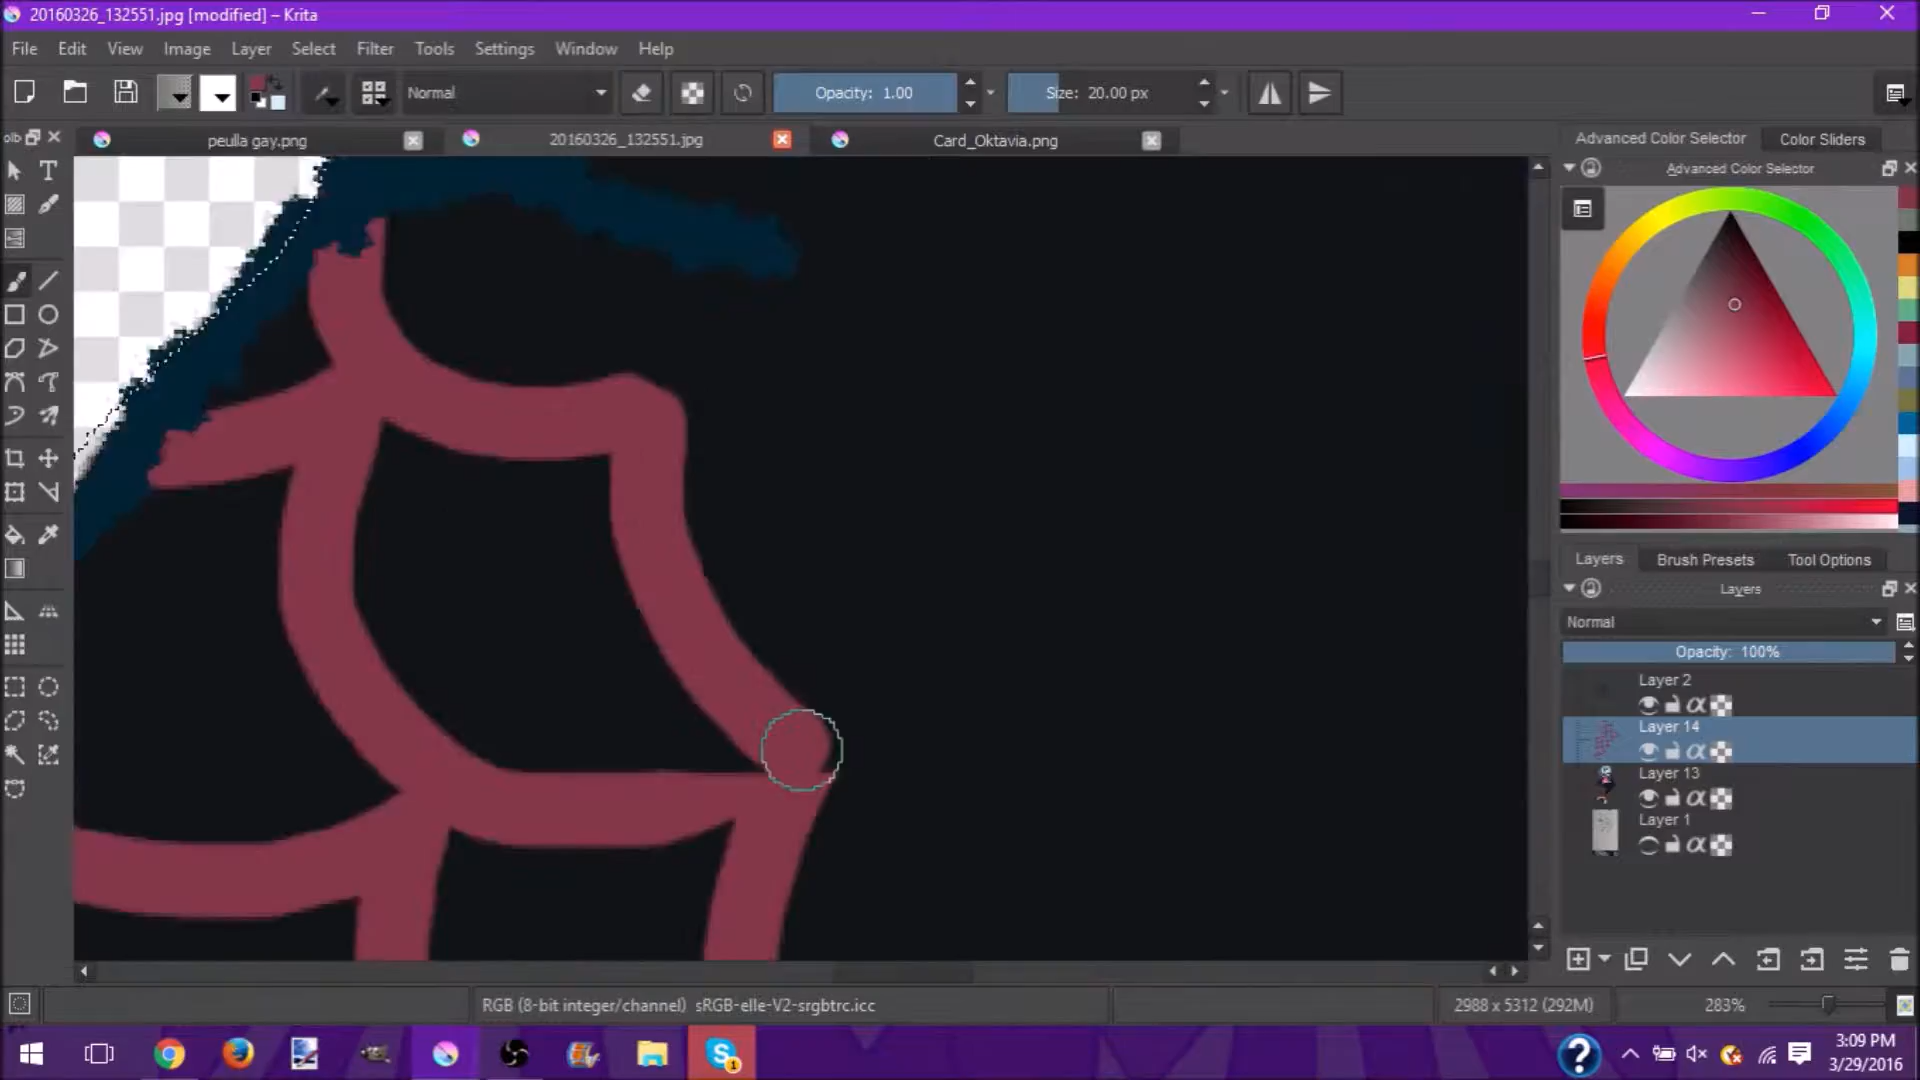 20160326_132551.jpg [modified] – Krita
File Edit View Image Layer Select Filter Tools Settings Window Help
Normal Opacity: 1.00 Size: 20.00 px
peulla gay.png 20160326_132551.jpg Card_Oktavia.png
Advanced Color Selector Color Sliders
Advanced Color Selector
Layers Brush Presets Tool Options
Layers
Normal
Opacity: 100%
Layer 2
Layer 14
Layer 13
Layer 1
RGB (8-bit integer/channel) sRGB-elle-V2-srgbtrc.icc 2988 x 5312 (292M) 283%
3:09 PM
3/29/2016